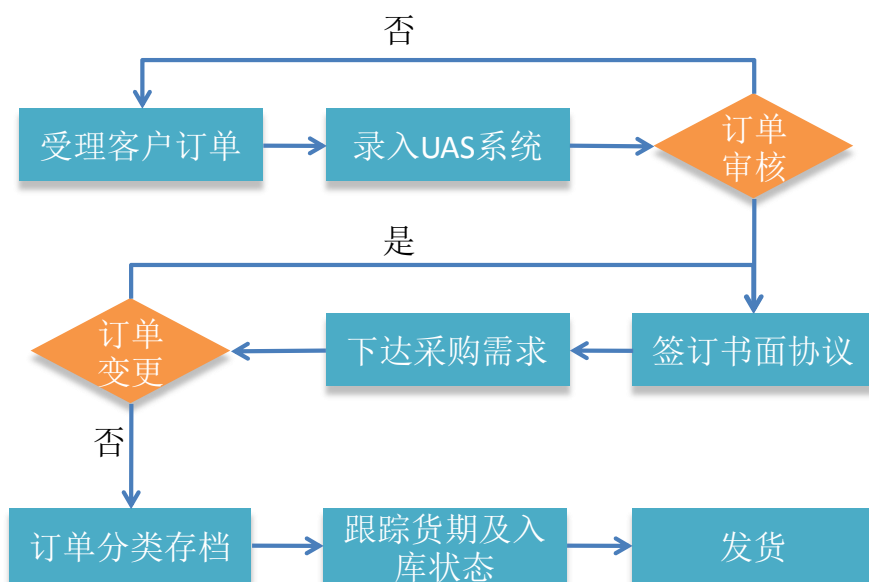 否
受理客户订单
录入UAS系统
订单
审核
是
订单
变更
下达采购需求
签订书面协议
否
订单分类存档
跟踪货期及入
库状态
发货